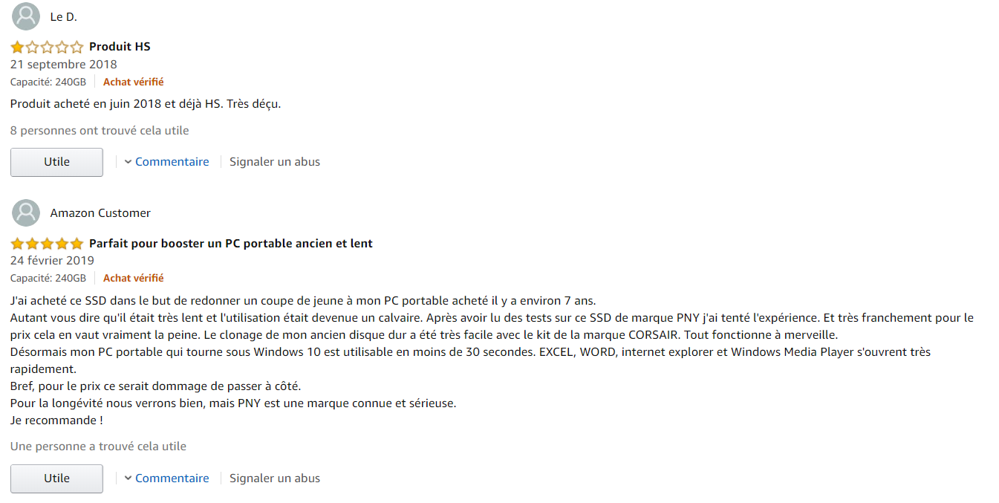 Le D.
Produit HS
21 septembre 2018
Capacité: 240GB Achat vérifié
Produit acheté en juin 2018 et déjà HS. Très déçu.
8 personnes ont trouvé cela utile
Utile Commentaire Signaler un abus
Amazon Customer
Parfait pour booster un PC portable ancien et lent
24 février 2019
Capacité: 240GB Achat vérifié
J'ai acheté ce SSD dans le but de redonner un coupe de jeune à mon PC portable acheté il y a environ 7 ans.
Autant vous dire qu'il était très lent et l'utilisation était devenue un calvaire. Après avoir lu des tests sur ce SSD de marque PNY j'ai tenté l'expérience. Et très franchement pour le
prix cela en vaut vraiment la peine. Le clonage de mon ancien disque dur a été très facile avec le kit de la marque CORSAIR. Tout fonctionne à merveille.
Désormais mon PC portable qui tourne sous Windows 10 est utilisable en moins de 30 secondes. EXCEL, WORD, internet explorer et Windows Media Player s'ouvrent très
rapidement.
Bref, pour le prix ce serait dommage de passer à côté.
Pour la longévité nous verrons bien, mais PNY est une marque connue et sérieuse.
Je recommande !
Une personne a trouvé cela utile
Utile Commentaire Signaler un abus